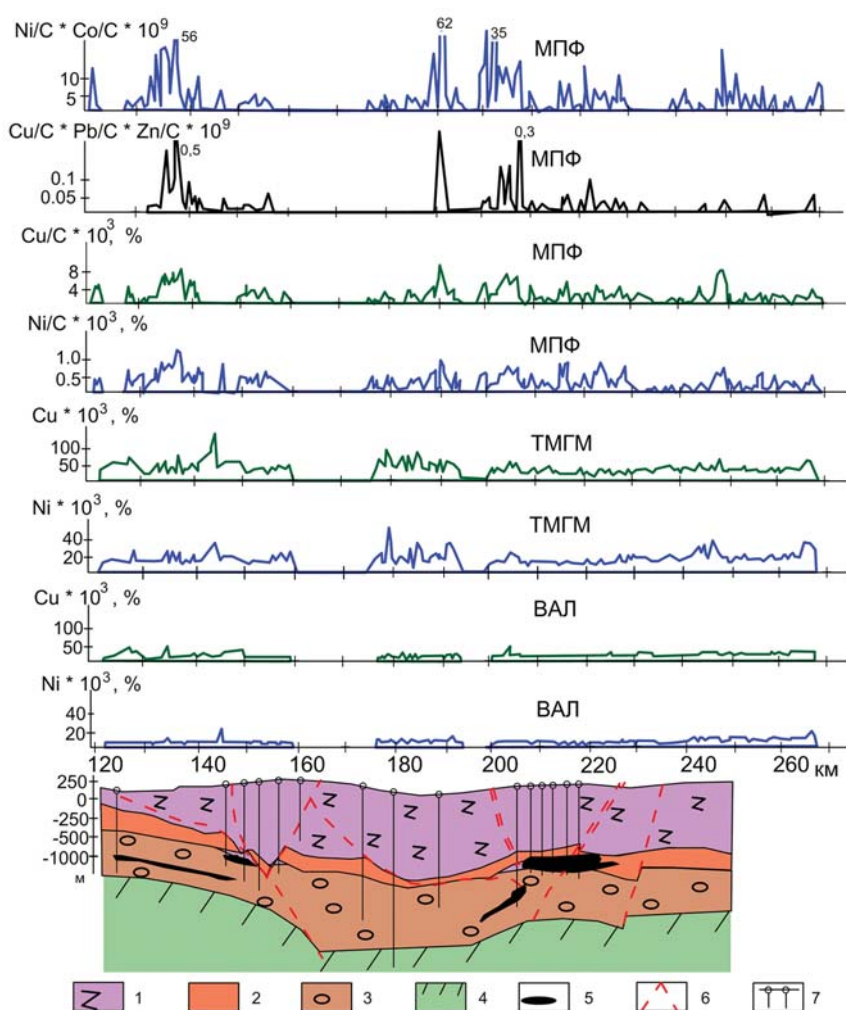 Ni/C * Co/C * 10⁹
56
62
35
МПФ
10
5
Cu/C * Pb/C * Zn/C * 10⁹
0,5
0,3
МПФ
0.1
0.05
Cu/C * 10³, %
МПФ
8
4
Ni/C * 10³, %
МПФ
1.0
0.5
Cu * 10³, %
ТМГМ
100
50
Ni * 10³, %
ТМГМ
40
20
Cu * 10³, %
ВАЛ
100
50
Ni * 10³, %
ВАЛ
40
20
120 140 160 180 200 220 240 260 км
250
0
-250
-500
-1000
м
1 2 3 4 5 6 7